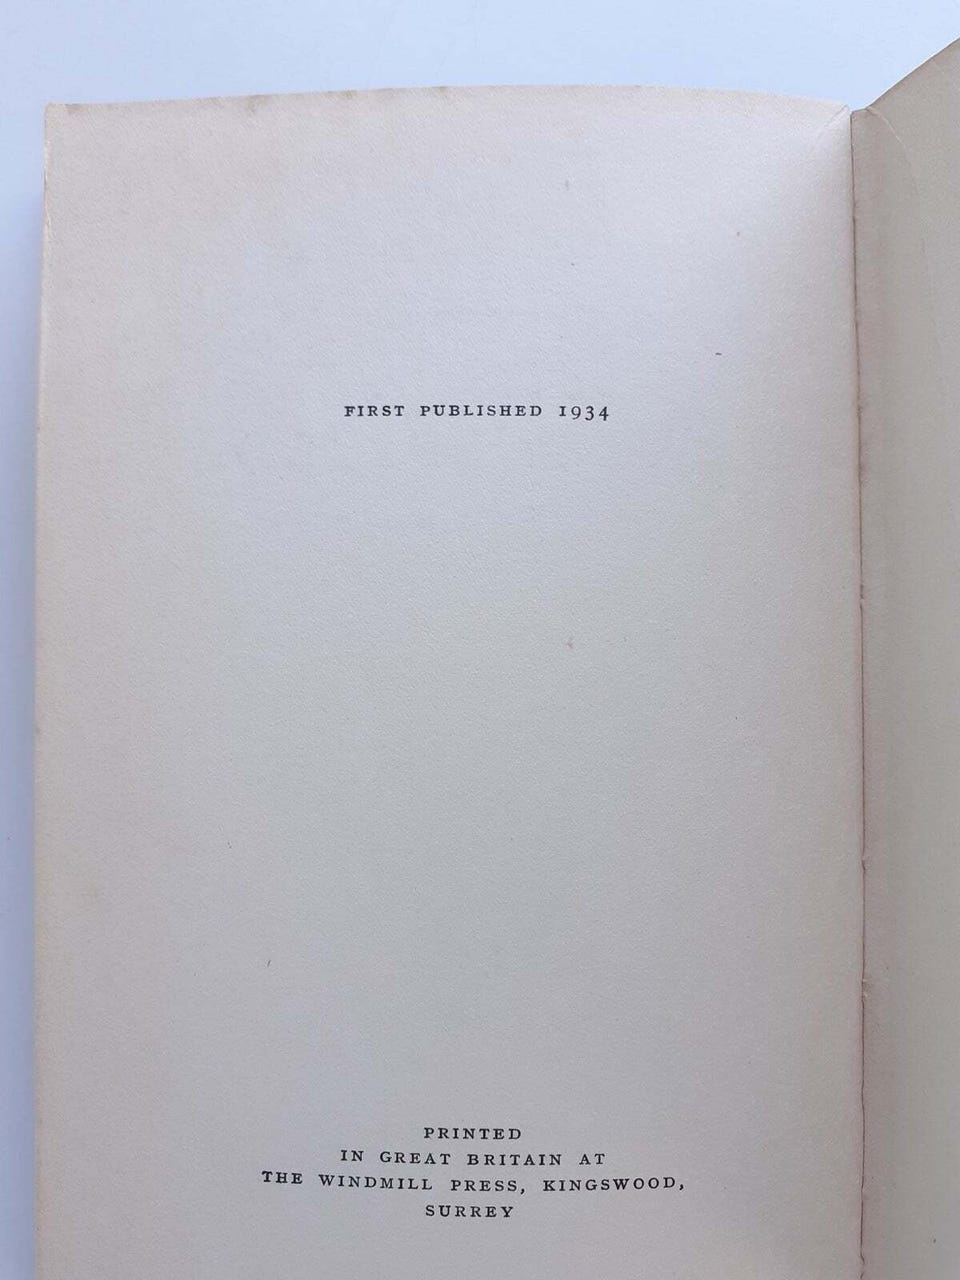 FIRST PUBLISHED 1934
PRINTED
IN GREAT BRITAIN AT
THE WINDMILL PRESS, KINGSWOOD,
SURREY